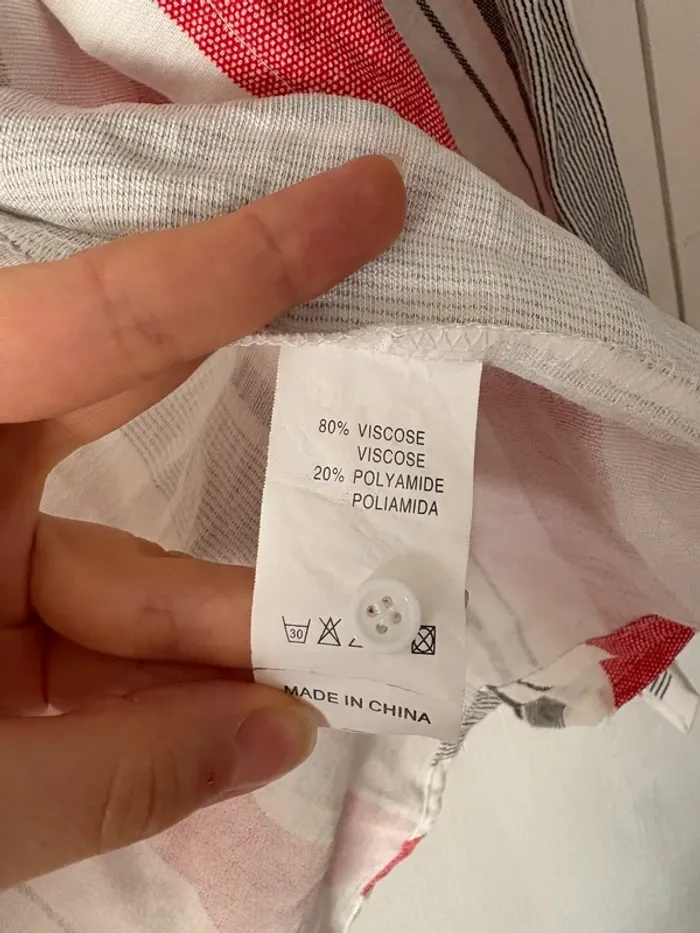 80% VISCOSE
VISCOSE
20% POLYAMIDE
POLIAMIDA
30
MADE IN CHINA